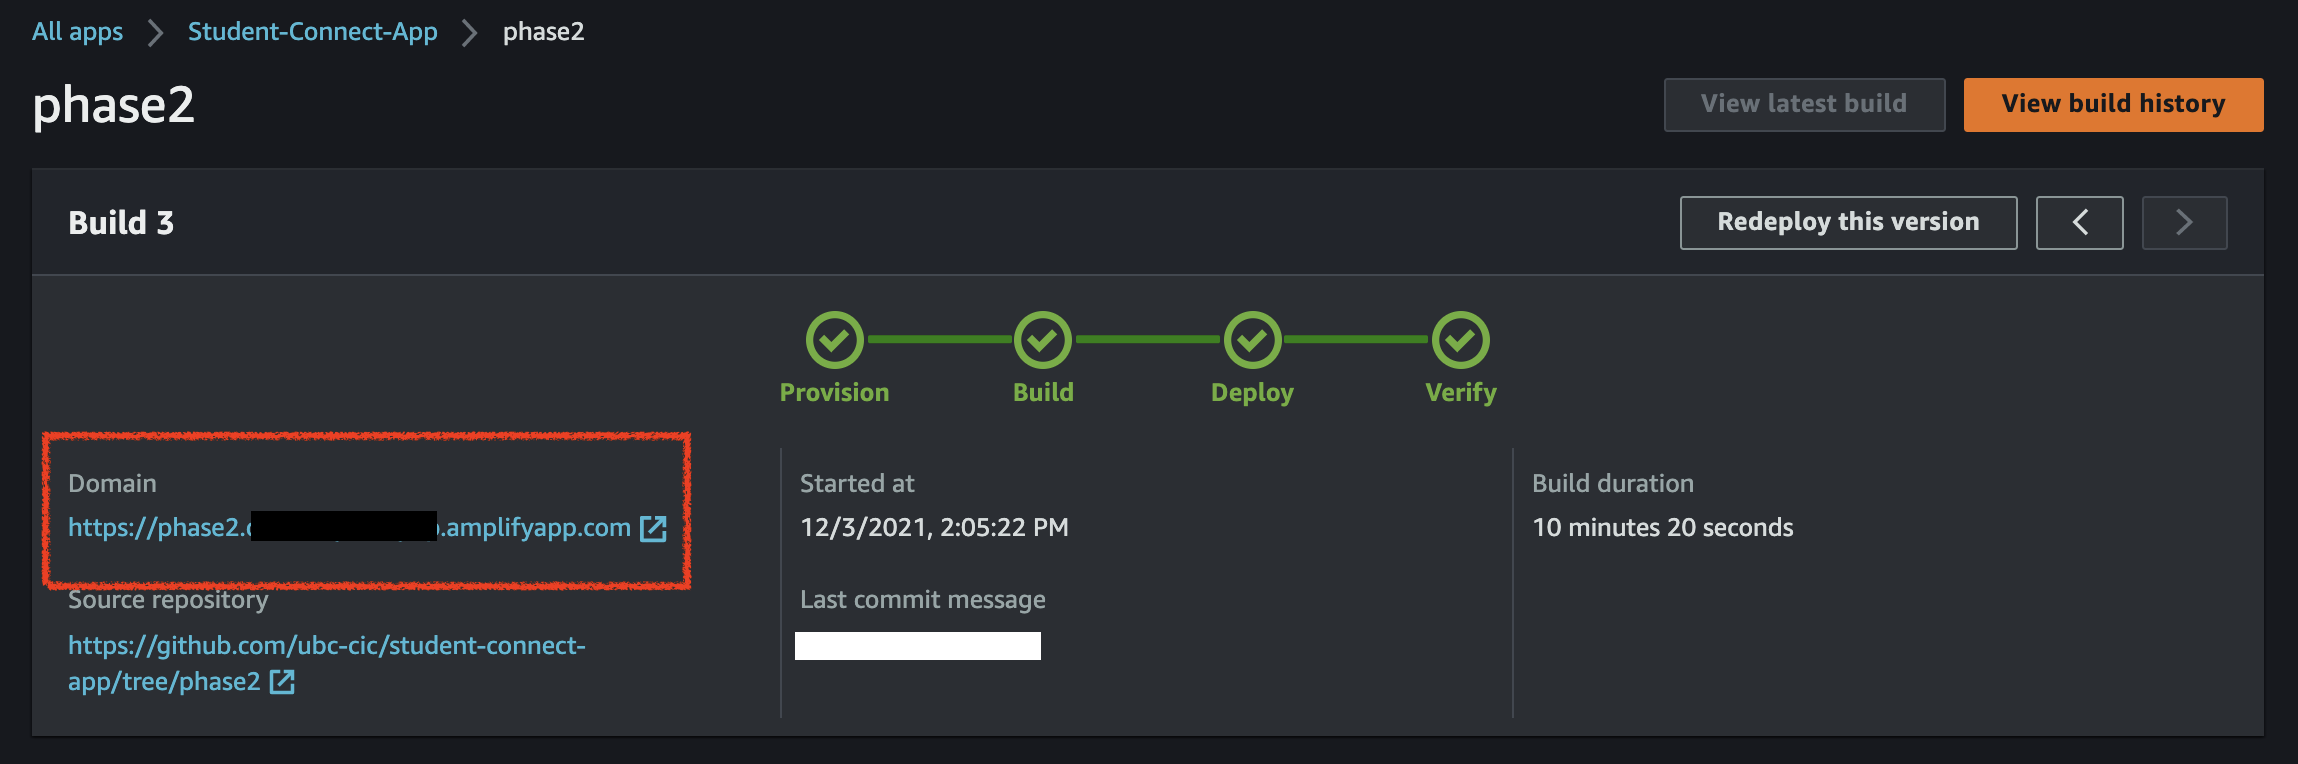 All apps > Student-Connect-App > phase2
phase2
View latest build
View build history
Build 3
Redeploy this version
Provision
Build
Deploy
Verify
Domain
https://phase2. .amplifyapp.com
Source repository
https://github.com/ubc-cic/student-connect-
app/tree/phase2
Started at
12/3/2021, 2:05:22 PM
Last commit message
Build duration
10 minutes 20 seconds